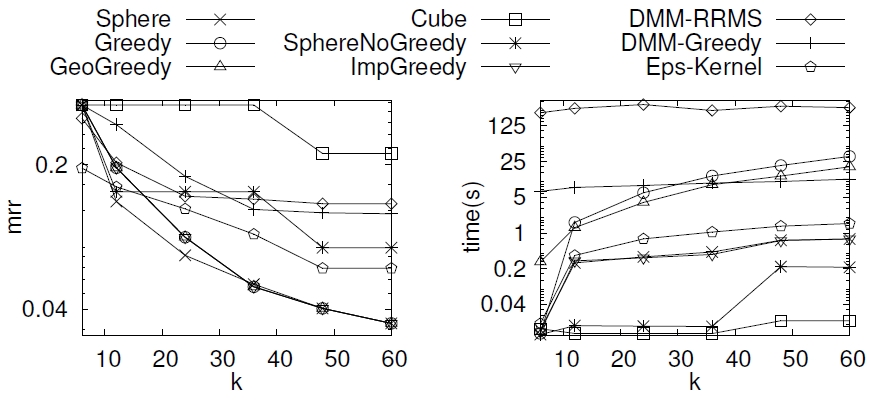 Sphere Cube DMM-RRMS
Greedy SphereNoGreedy DMM-Greedy
GeoGreedy ImpGreedy Eps-Kernel
mrr
0.2
0.04
10 20 30 40 50 60
k
time(s)
125
25
5
1
0.2
0.04
10 20 30 40 50 60
k